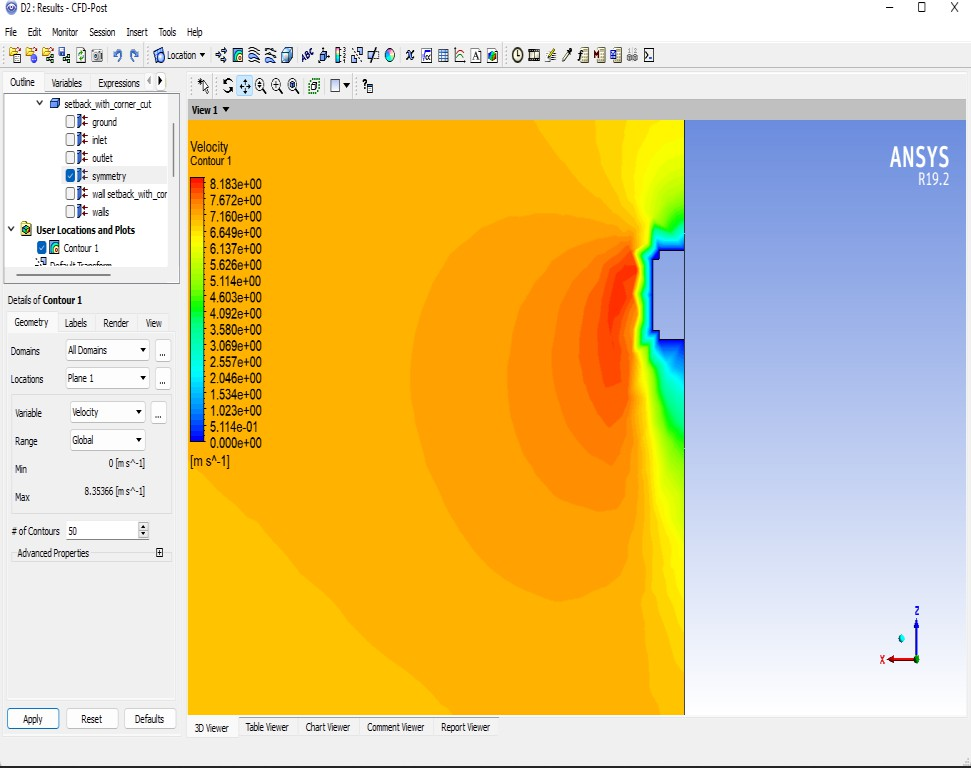 D2 : Results - CFD-Post
File Edit Monitor Session Insert Tools Help
Location
Outline Variables Expressions
setback_with_corner_cut
ground
inlet
outlet
symmetry
wall setback_with_cor
walls
User Locations and Plots
Contour 1
Default Transform
Details of Contour 1
Geometry Labels Render View
Domains All Domains ...
Locations Plane 1 ...
Variable Velocity ...
Range Global
Min 0 [m s^-1]
Max 8.35366 [m s^-1]
# of Contours 50
Advanced Properties
Apply Reset Defaults
View 1
Velocity
Contour 1
8.183e+00
7.672e+00
7.160e+00
6.649e+00
6.137e+00
5.626e+00
5.114e+00
4.603e+00
4.092e+00
3.580e+00
3.069e+00
2.557e+00
2.046e+00
1.534e+00
1.023e+00
5.114e-01
0.000e+00
[m s^-1]
ANSYS
R19.2
Z
X
3D Viewer Table Viewer Chart Viewer Comment Viewer Report Viewer